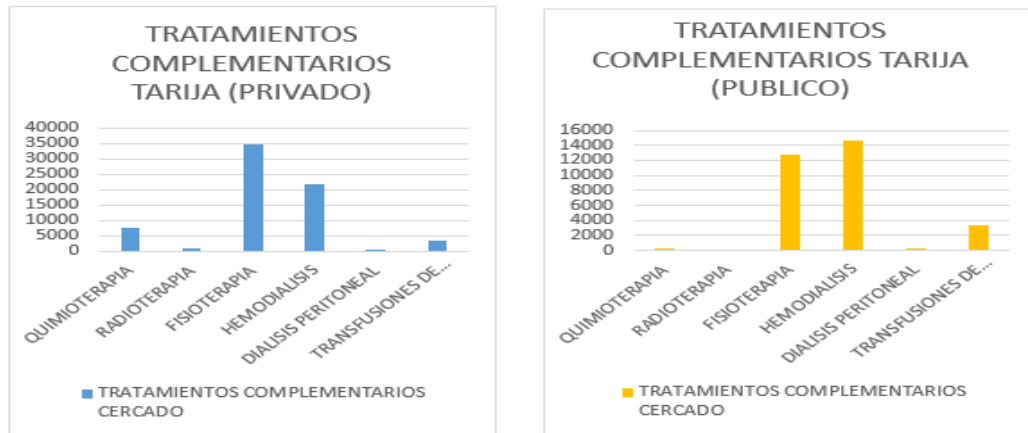 TRATAMIENTOS
COMPLEMENTARIOS
TARIJA (PRIVADO)
40000
35000
30000
25000
20000
15000
10000
5000
0
QUIMIOTERAPIA
RADIOTERAPIA
FISIOTERAPIA
HEMODIALISIS
DIALISIS PERITONEAL
TRANSFUSIONES DE...
TRATAMIENTOS COMPLEMENTARIOS
CERCADO
TRATAMIENTOS
COMPLEMENTARIOS TARIJA
(PUBLICO)
16000
14000
12000
10000
8000
6000
4000
2000
0
QUIMIOTERAPIA
RADIOTERAPIA
FISIOTERAPIA
HEMODIALISIS
DIALISIS PERITONEAL
TRANSFUSIONES DE...
TRATAMIENTOS COMPLEMENTARIOS
CERCADO